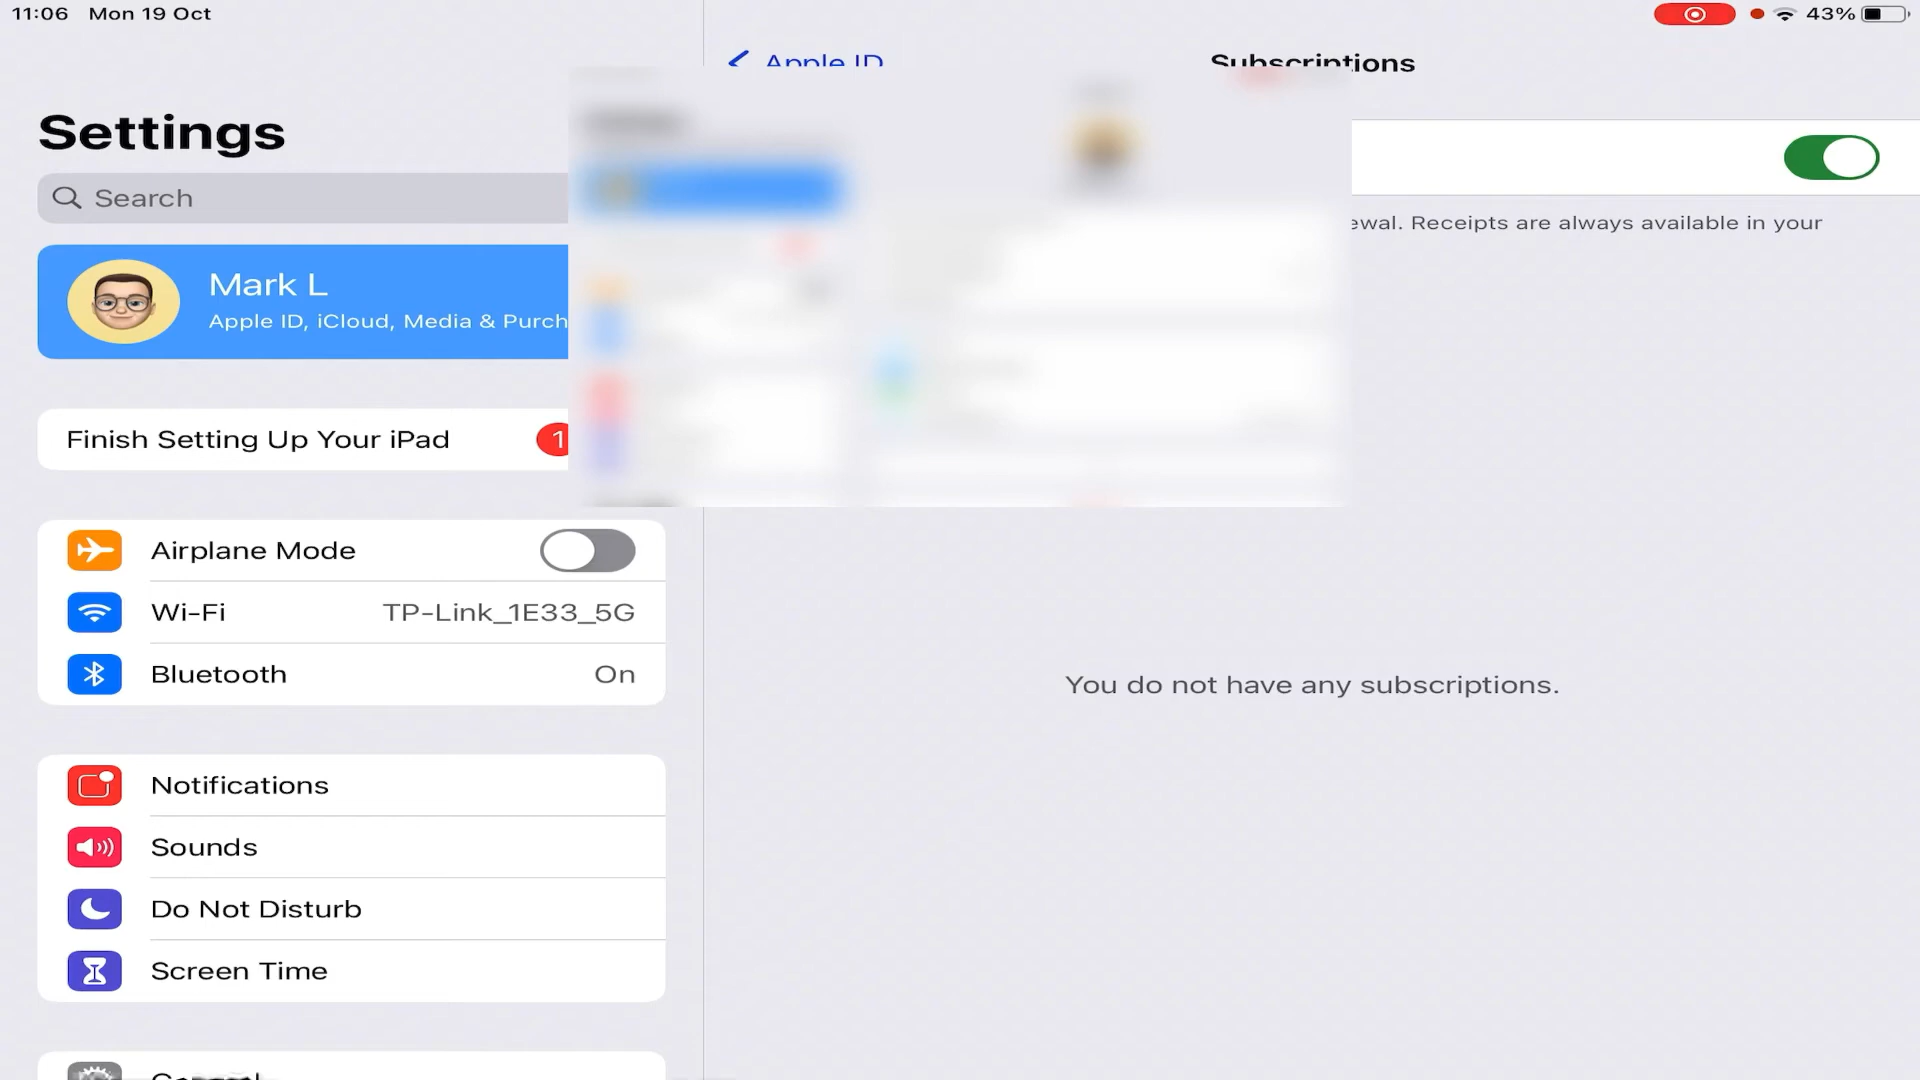 11:06 Mon 19 Oct
43%
Apple ID
Subscriptions
Settings
Search
Mark L
Apple ID, iCloud, Media & Purch
ewal. Receipts are always available in your
Finish Setting Up Your iPad
1
Airplane Mode
Wi-Fi TP-Link_1E33_5G
Bluetooth On
You do not have any subscriptions.
Notifications
Sounds
Do Not Disturb
Screen Time
General